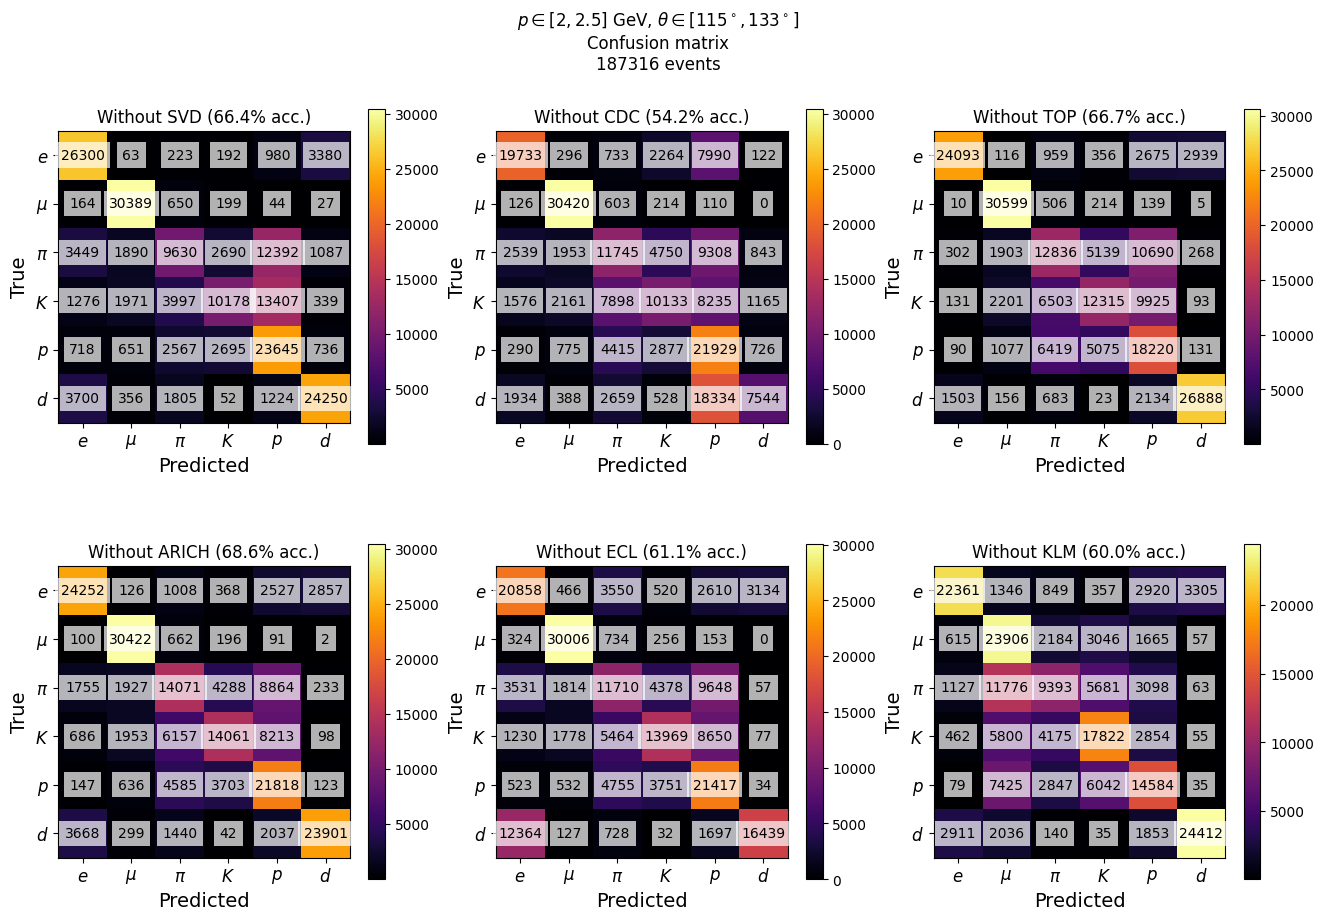 p ∈ [2, 2.5] GeV, θ ∈ [115°, 133°]
Confusion matrix
187316 events
Without SVD (66.4% acc.)
True
e 26300 63 223 192 980 3380
μ 164 30389 650 199 44 27
π 3449 1890 9630 2690 12392 1087
K 1276 1971 3997 10178 13407 339
p 718 651 2567 2695 23645 736
d 3700 356 1805 52 1224 24250
e μ π K p d
Predicted
30000
25000
20000
15000
10000
5000
Without CDC (54.2% acc.)
True
e 19733 296 733 2264 7990 122
μ 126 30420 603 214 110 0
π 2539 1953 11745 4750 9308 843
K 1576 2161 7898 10133 8235 1165
p 290 775 4415 2877 21929 726
d 1934 388 2659 528 18334 7544
e μ π K p d
Predicted
30000
25000
20000
15000
10000
5000
0
Without TOP (66.7% acc.)
True
e 24093 116 959 356 2675 2939
μ 10 30599 506 214 139 5
π 302 1903 12836 5139 10690 268
K 131 2201 6503 12315 9925 93
p 90 1077 6419 5075 18220 131
d 1503 156 683 23 2134 26888
e μ π K p d
Predicted
30000
25000
20000
15000
10000
5000
Without ARICH (68.6% acc.)
True
e 24252 126 1008 368 2527 2857
μ 100 30422 662 196 91 2
π 1755 1927 14071 4288 8864 233
K 686 1953 6157 14061 8213 98
p 147 636 4585 3703 21818 123
d 3668 299 1440 42 2037 23901
e μ π K p d
Predicted
30000
25000
20000
15000
10000
5000
Without ECL (61.1% acc.)
True
e 20858 466 3550 520 2610 3134
μ 324 30006 734 256 153 0
π 3531 1814 11710 4378 9648 57
K 1230 1778 5464 13969 8650 77
p 523 532 4755 3751 21417 34
d 12364 127 728 32 1697 16439
e μ π K p d
Predicted
30000
25000
20000
15000
10000
5000
0
Without KLM (60.0% acc.)
True
e 22361 1346 849 357 2920 3305
μ 615 23906 2184 3046 1665 57
π 1127 11776 9393 5681 3098 63
K 462 5800 4175 17822 2854 55
p 79 7425 2847 6042 14584 35
d 2911 2036 140 35 1853 24412
e μ π K p d
Predicted
20000
15000
10000
5000